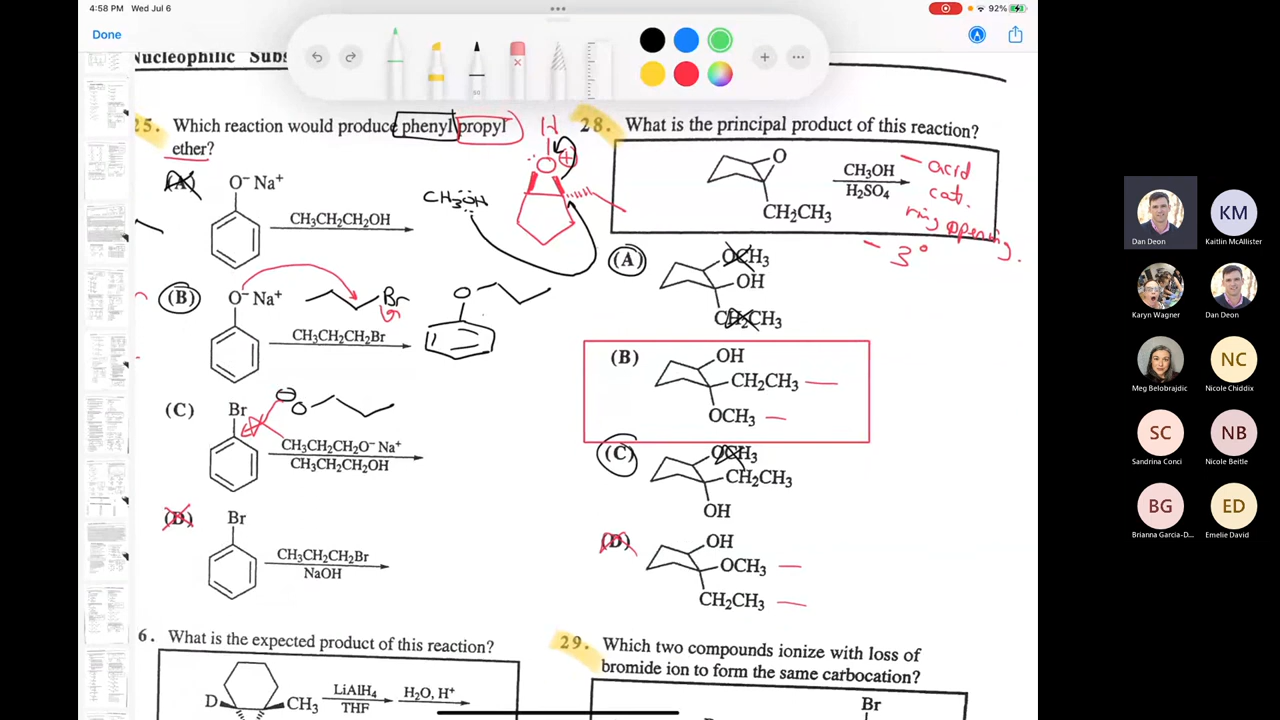 4:58 PM Wed Jul 6
92%
Done
Nucleophilic Subs
25. Which reaction would produce phenyl propyl
ether?
(A)
O⁻ Na⁺
CH₃CH₂CH₂OH
(B)
O⁻ Na⁺
Br
CH₃CH₂CH₂Br
O
(C)
Br
O
CH₃CH₂CH₂O⁻ Na⁺
CH₃CH₂CH₂OH
(D)
Br
CH₃CH₂CH₂Br
NaOH
6. What is the expected product of this reaction?
D
CH₃
LiAlH₄
THF
H₂O, H⁺
H
O
CH₃OH
28. What is the principal product of this reaction?
O
CH₂CH₃
CH₃OH
H₂SO₄
– acid
cat.
ring opening.
– 3°
(A)
OCH₃
OH
CH₂CH₃
(B)
OH
CH₂CH₃
OCH₃
(C)
OCH₃
CH₂CH₃
OH
(D)
OH
OCH₃
CH₂CH₃
29. Which two compounds ionize with loss of
bromide ion to form the same carbocation?
Br
Dan Deon
KM
Kaitlin McAllister
Karyn Wagner
Dan Deon
Meg Belobrajdic
NC
Nicole Chiddix
SC
Sandrina Conci
NB
Nicole Beitle
BG
Brianna Garcia-D...
ED
Emelie David